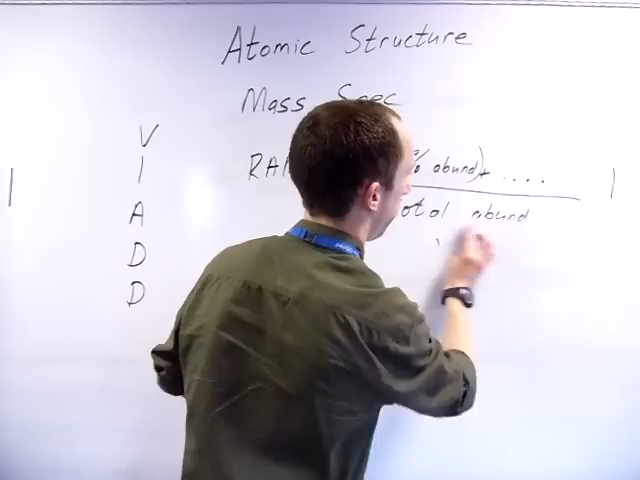 Atomic Structure
Mass Spec
RAM % abund) + ....
total abund
V
I
A
D
D